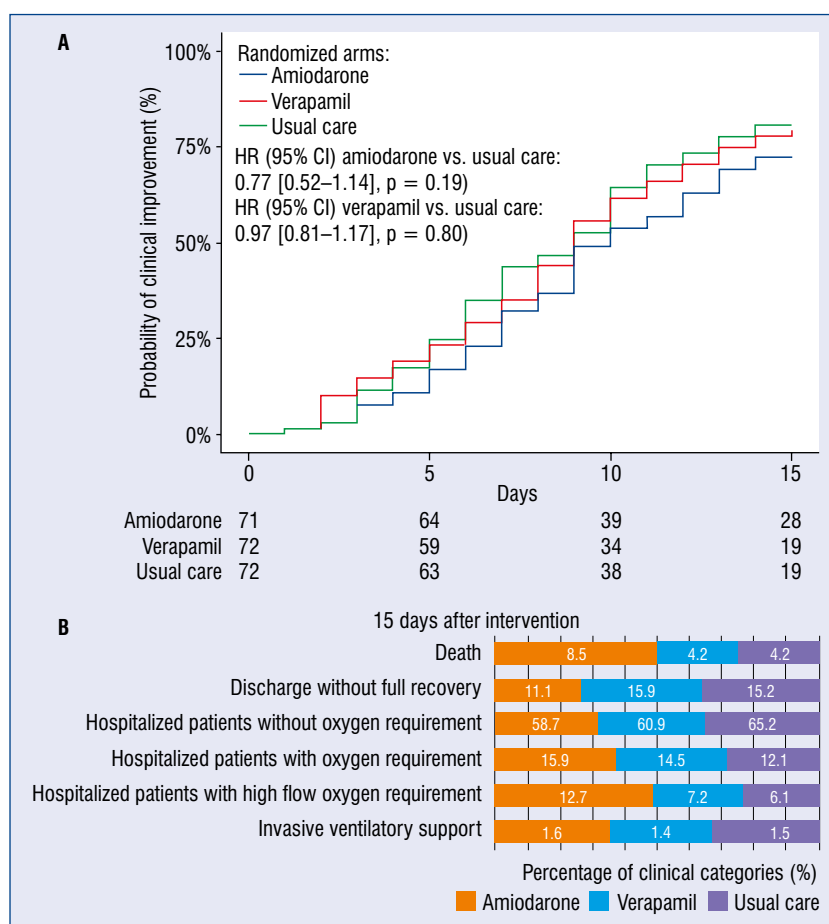 A
Randomized arms:
Amiodarone
Verapamil
Usual care
HR (95% CI) amiodarone vs. usual care:
0.77 [0.52–1.14], p = 0.19)
HR (95% CI) verapamil vs. usual care:
0.97 [0.81–1.17], p = 0.80)
Probability of clinical improvement (%)
100%
75%
50%
25%
0%
0 5 10 15
Days
Amiodarone 71 64 39 28
Verapamil 72 59 34 19
Usual care 72 63 38 19
B
15 days after intervention
Death 8.5 4.2 4.2
Discharge without full recovery 11.1 15.9 15.2
Hospitalized patients without oxygen requirement 58.7 60.9 65.2
Hospitalized patients with oxygen requirement 15.9 14.5 12.1
Hospitalized patients with high flow oxygen requirement 12.7 7.2 6.1
Invasive ventilatory support 1.6 1.4 1.5
Percentage of clinical categories (%)
Amiodarone Verapamil Usual care